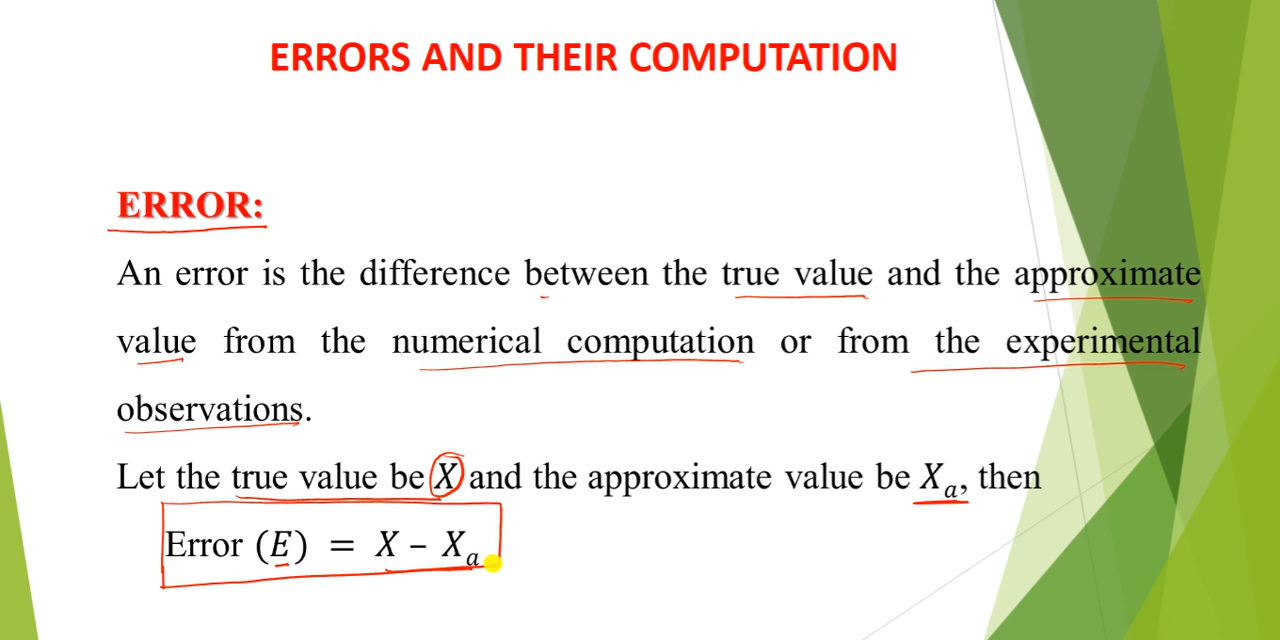 ERRORS AND THEIR COMPUTATION
ERROR:
An error is the difference between the true value and the approximate
value from the numerical computation or from the experimental
observations.
Let the true value be X and the approximate value be Xₐ, then
Error (E) = X − Xₐ